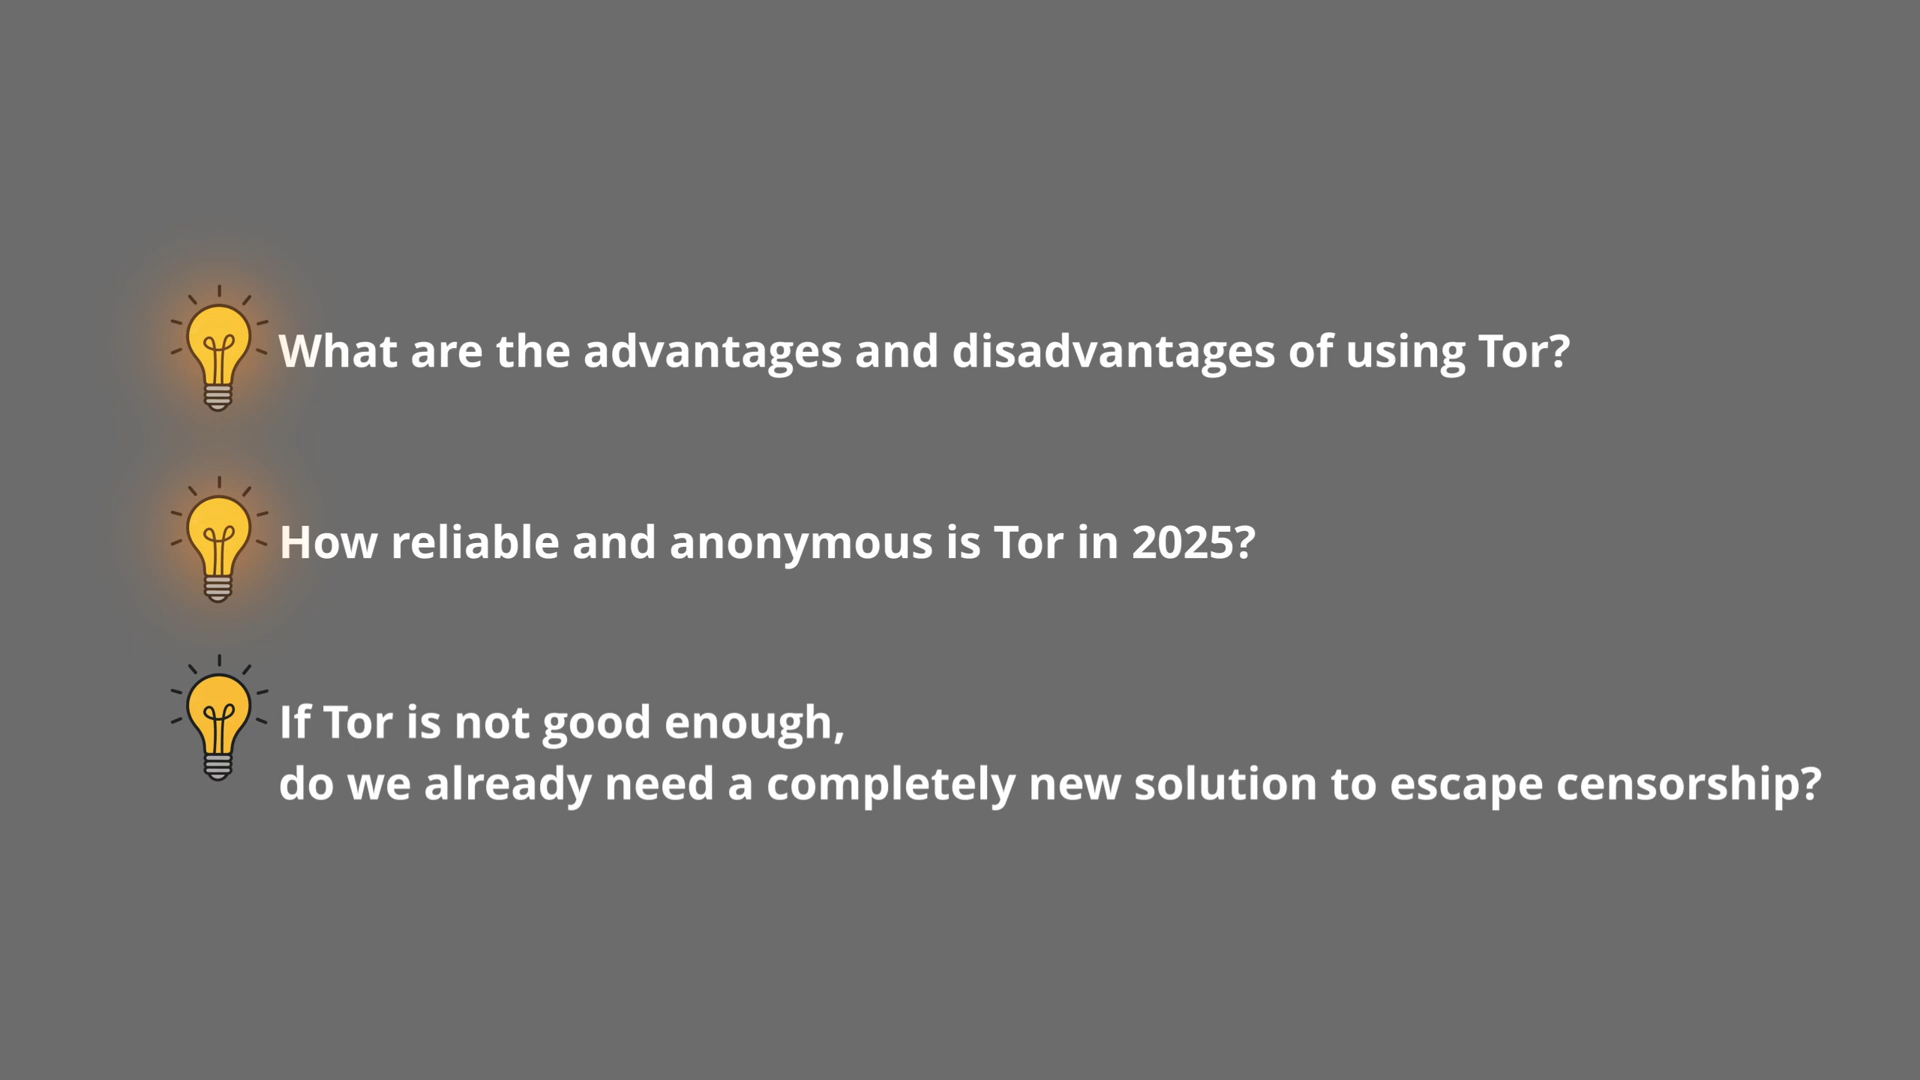 What are the advantages and disadvantages of using Tor?
How reliable and anonymous is Tor in 2025?
If Tor is not good enough,
do we already need a completely new solution to escape censorship?